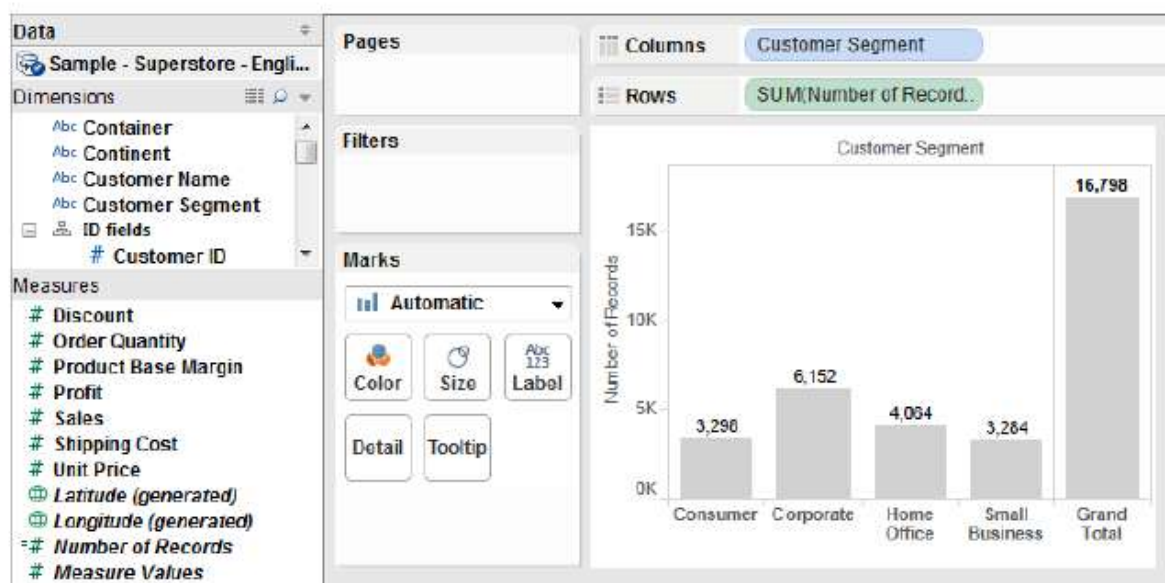 Data
Sample - Superstore - Engli...
Dimensions
Abc Container
Abc Continent
Abc Customer Name
Abc Customer Segment
ID fields
# Customer ID
Measures
# Discount
# Order Quantity
# Product Base Margin
# Profit
# Sales
# Shipping Cost
# Unit Price
Latitude (generated)
Longitude (generated)
=# Number of Records
# Measure Values
Pages
Filters
Marks
Automatic
Color
Size
Abc
123
Label
Detail
Tooltip
Columns
Customer Segment
Rows
SUM(Number of Record..
Customer Segment
Number of Records
15K
10K
5K
0K
3,298
6,152
4,064
3,284
16,798
Consumer
Corporate
Home
Office
Small
Business
Grand
Total